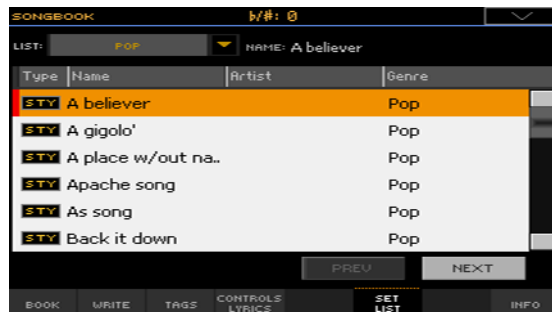 SONGBOOK ♭/#: 0
LIST: POP NAME: A believer
Type Name Artist Genre
STY A believer Pop
STY A gigolo' Pop
STY A place w/out na.. Pop
STY Apache song Pop
STY As song Pop
STY Back it down Pop
PREV NEXT
BOOK WRITE TAGS CONTROLS LYRICS SET LIST INFO